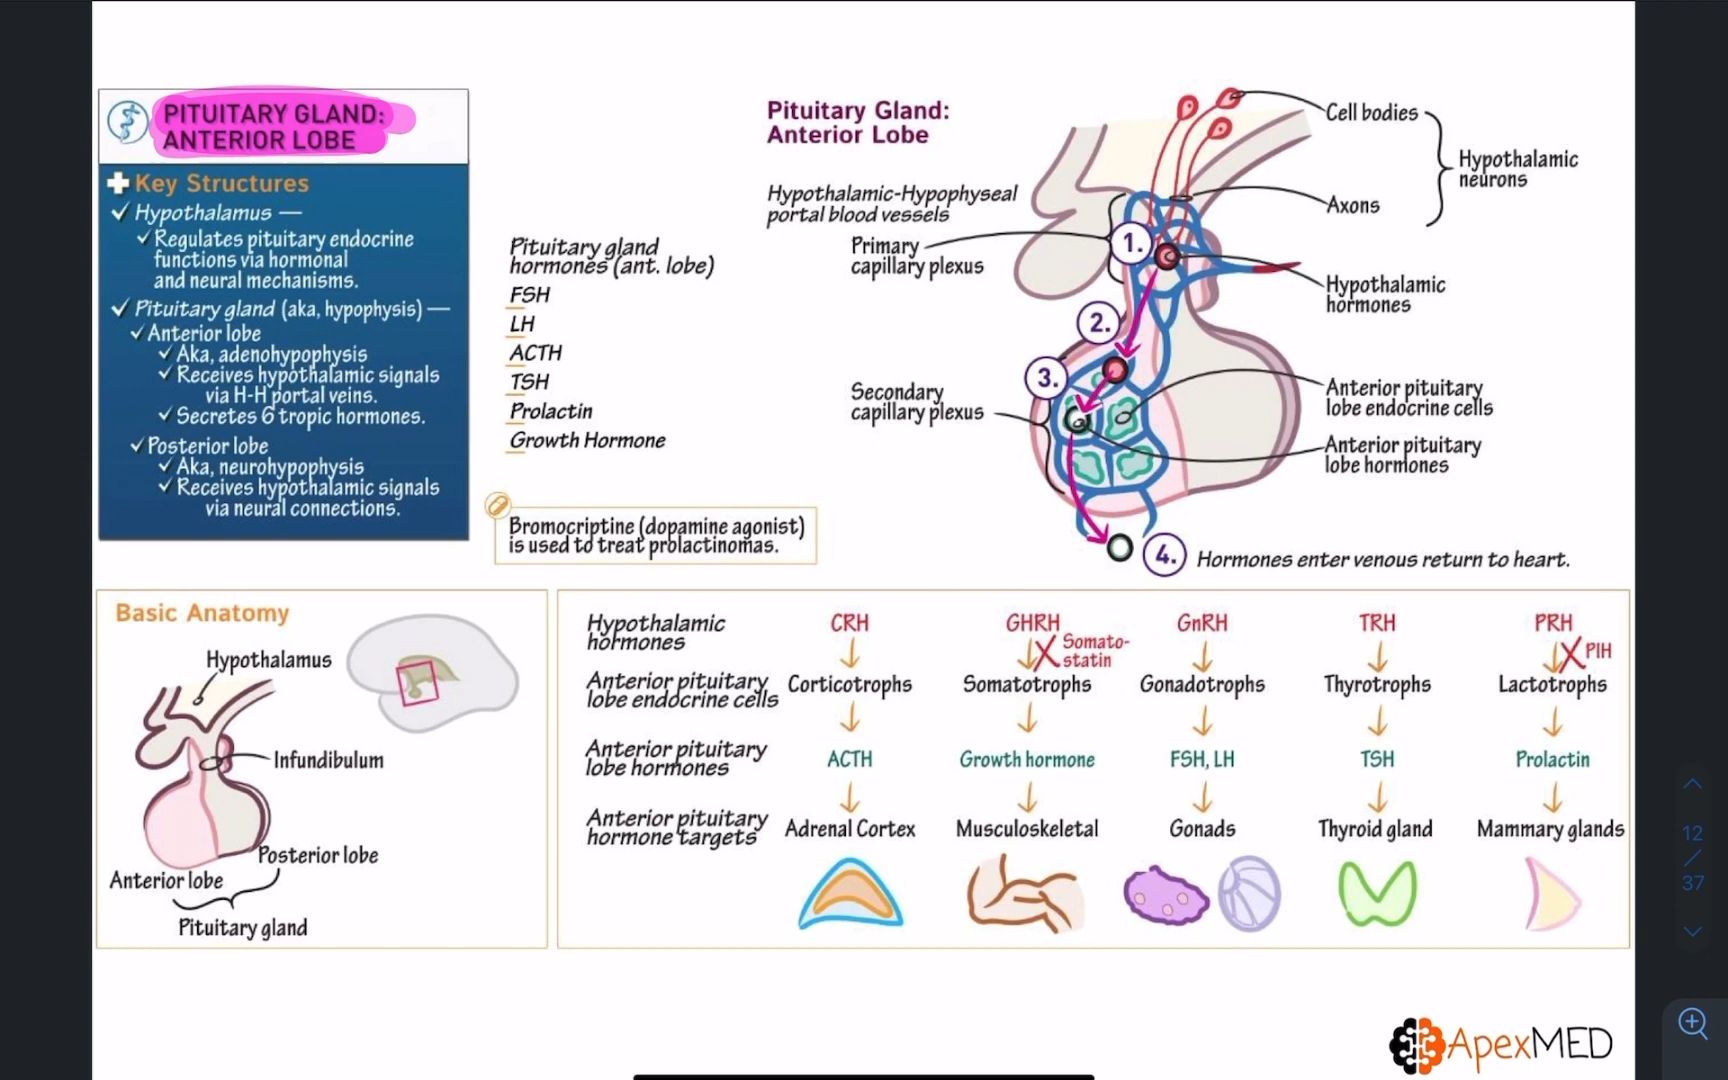 PITUITARY GLAND:
ANTERIOR LOBE
Key Structures
Hypothalamus —
Regulates pituitary endocrine
functions via hormonal
and neural mechanisms.
Pituitary gland (aka, hypophysis) —
Anterior lobe
Aka, adenohypophysis
Receives hypothalamic signals
via H-H portal veins.
Secretes 6 tropic hormones.
Posterior lobe
Aka, neurohypophysis
Receives hypothalamic signals
via neural connections.
Pituitary gland
hormones (ant. lobe)
FSH
LH
ACTH
TSH
Prolactin
Growth Hormone
Bromocriptine (dopamine agonist)
is used to treat prolactinomas.
Pituitary Gland:
Anterior Lobe
Hypothalamic-Hypophyseal
portal blood vessels
Primary
capillary plexus
Secondary
capillary plexus
1.
2.
3.
4.
Cell bodies
Axons
Hypothalamic
neurons
Hypothalamic
hormones
Anterior pituitary
lobe endocrine cells
Anterior pituitary
lobe hormones
Hormones enter venous return to heart.
Basic Anatomy
Hypothalamus
Infundibulum
Posterior lobe
Anterior lobe
Pituitary gland
Hypothalamic
hormones
CRH
GHRH
GnRH
TRH
PRH
Somato-
statin
PIH
Anterior pituitary
lobe endocrine cells
Corticotrophs
Somatotrophs
Gonadotrophs
Thyrotrophs
Lactotrophs
Anterior pituitary
lobe hormones
ACTH
Growth hormone
FSH, LH
TSH
Prolactin
Anterior pituitary
hormone targets
Adrenal Cortex
Musculoskeletal
Gonads
Thyroid gland
Mammary glands
12
/
37
ApexMED